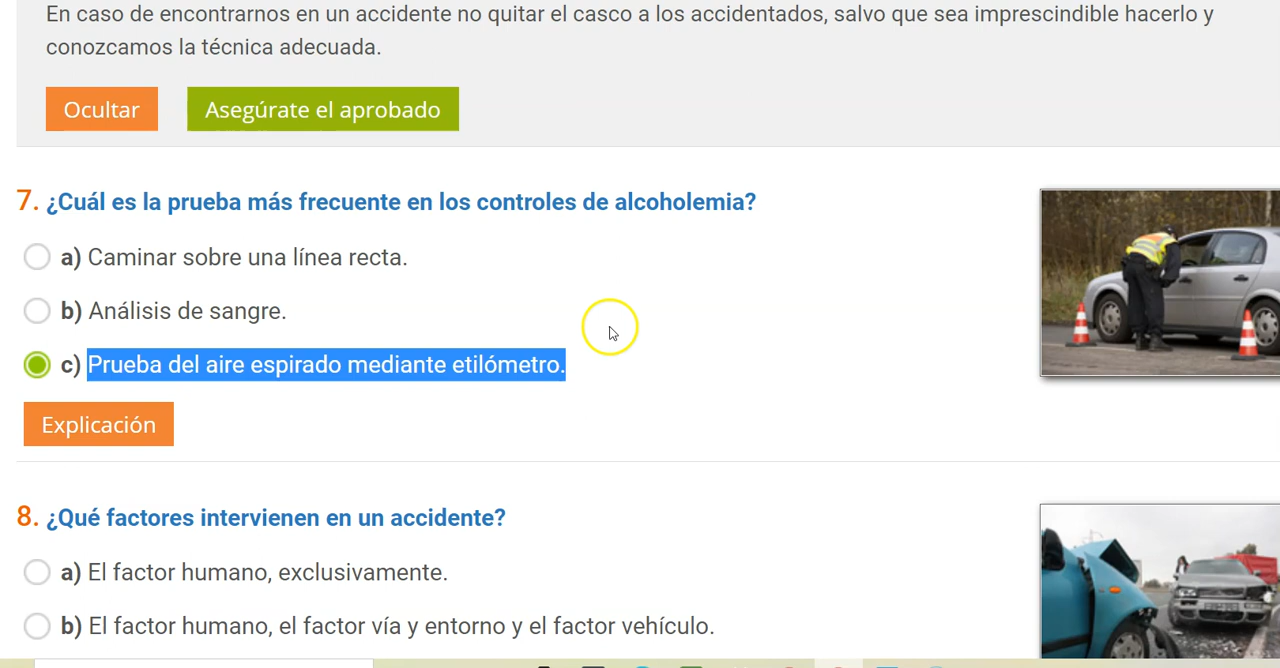 En caso de encontrarnos en un accidente no quitar el casco a los accidentados, salvo que sea imprescindible hacerlo y
conozcamos la técnica adecuada.
Ocultar
Asegúrate el aprobado
7. ¿Cuál es la prueba más frecuente en los controles de alcoholemia?
a) Caminar sobre una línea recta.
b) Análisis de sangre.
c) Prueba del aire espirado mediante etilómetro.
Explicación
8. ¿Qué factores intervienen en un accidente?
a) El factor humano, exclusivamente.
b) El factor humano, el factor vía y entorno y el factor vehículo.